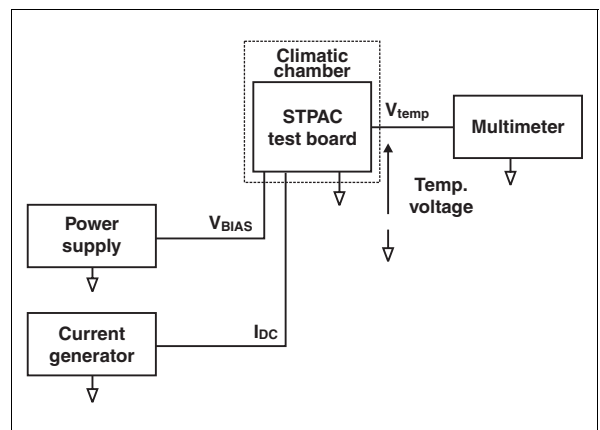 Climatic
chamber
STPAC
test board
Vtemp
Multimeter
Temp.
voltage
Power
supply
VBIAS
Current
generator
IDC